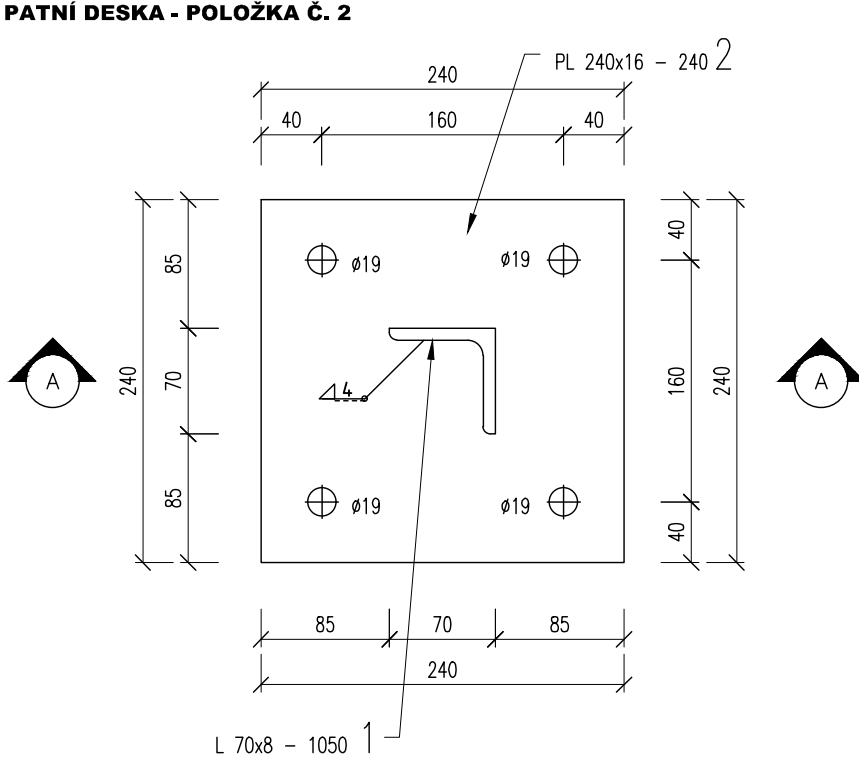 PATNÍ DESKA - POLOŽKA Č. 2
PL 240x16 - 240 2
240
40 160 40
ø19 ø19
85
70
85
240
40
160
40
240
A
A
4
ø19 ø19
85 70 85
240
L 70x8 - 1050 1